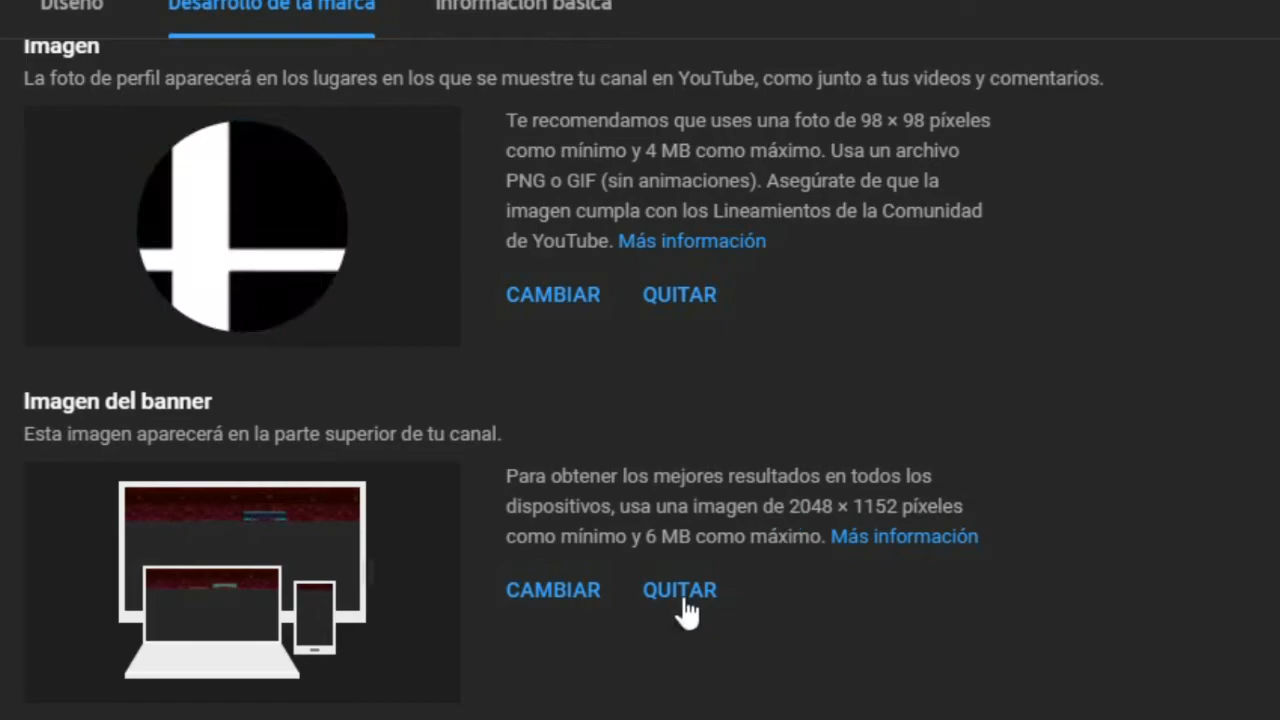 Diseño
Desarrollo de la marca
Información básica
Imagen
La foto de perfil aparecerá en los lugares en los que se muestre tu canal en YouTube, como junto a tus videos y comentarios.
Te recomendamos que uses una foto de 98 × 98 píxeles
como mínimo y 4 MB como máximo. Usa un archivo
PNG o GIF (sin animaciones). Asegúrate de que la
imagen cumpla con los Lineamientos de la Comunidad
de YouTube. Más información
CAMBIAR QUITAR
Imagen del banner
Esta imagen aparecerá en la parte superior de tu canal.
Para obtener los mejores resultados en todos los
dispositivos, usa una imagen de 2048 × 1152 píxeles
como mínimo y 6 MB como máximo. Más información
CAMBIAR QUITAR